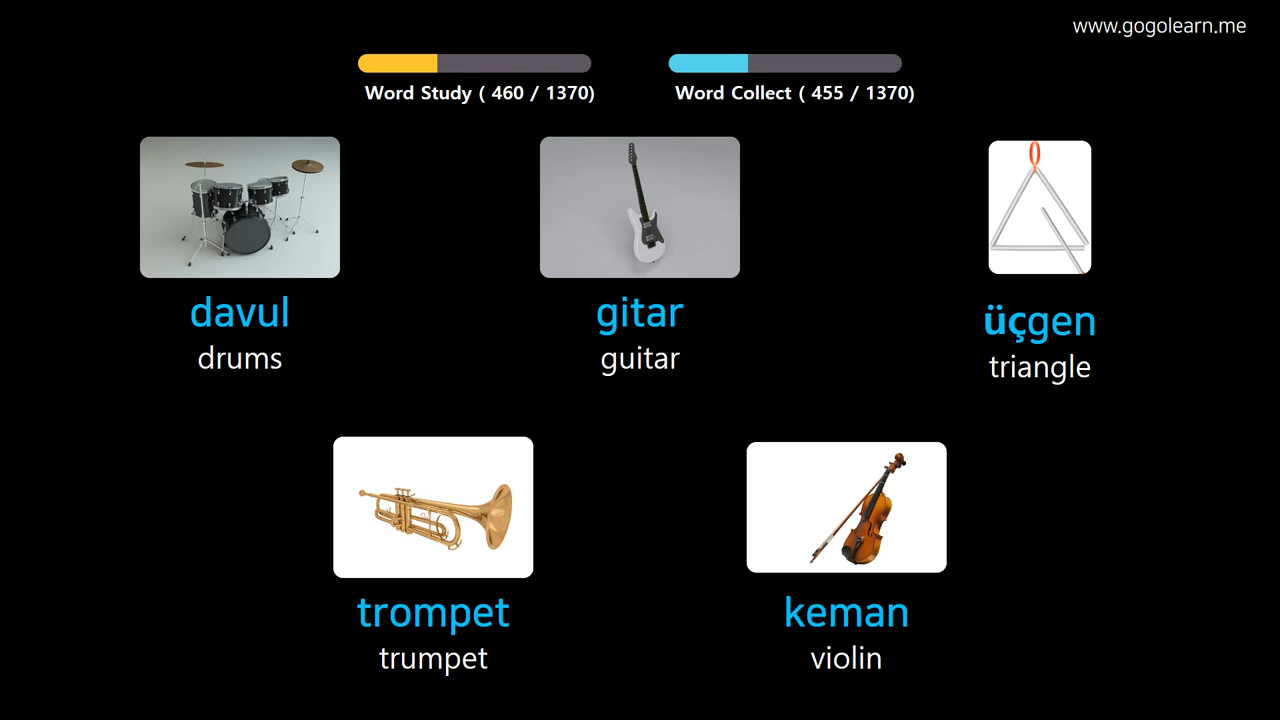 www.gogolearn.me
Word Study ( 460 / 1370)
Word Collect ( 455 / 1370)
davul
drums
gitar
guitar
üçgen
triangle
trompet
trumpet
keman
violin